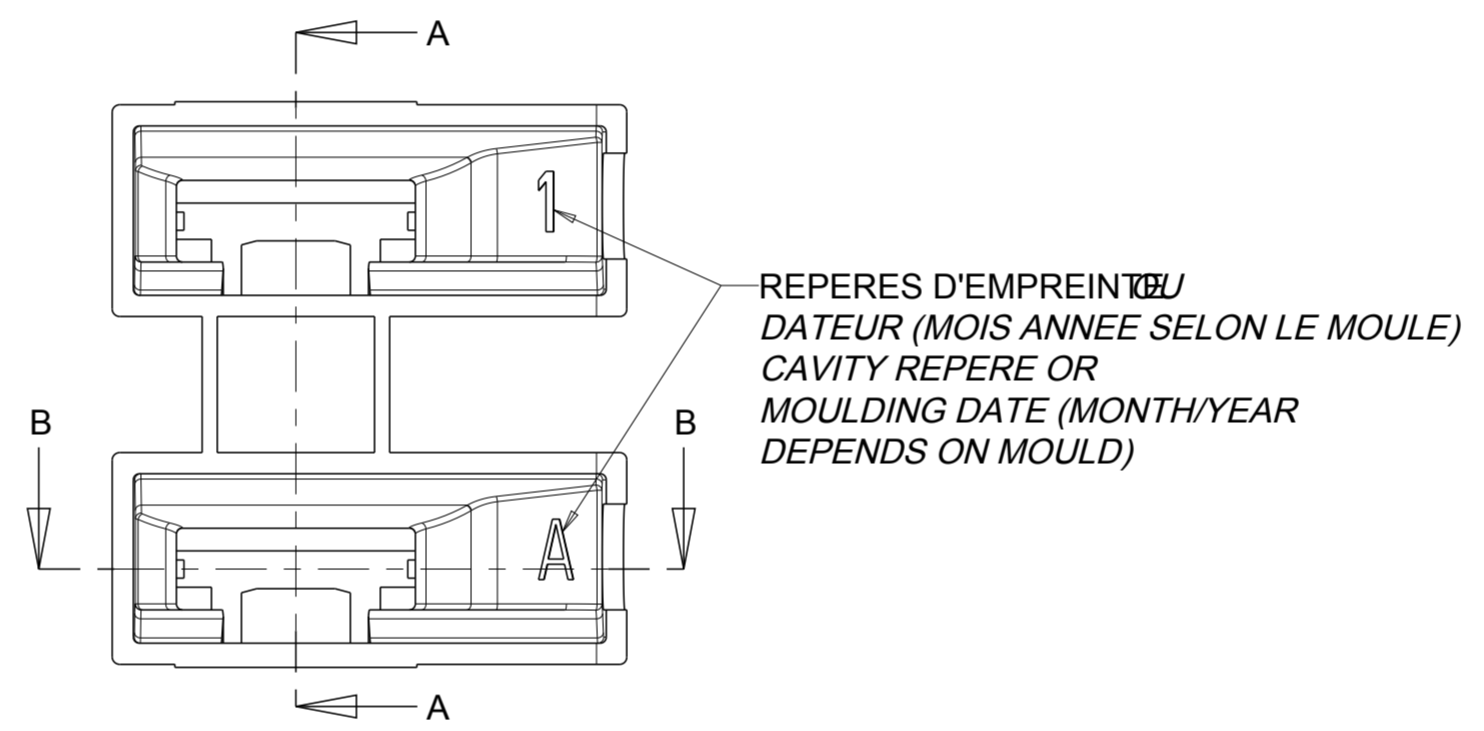 A
1
REPERES D'EMPREINTE OU
DATEUR (MOIS ANNEE SELON LE MOULE)
CAVITY REPERE OR
MOULDING DATE (MONTH/YEAR
DEPENDS ON MOULD)
B
B
A
A